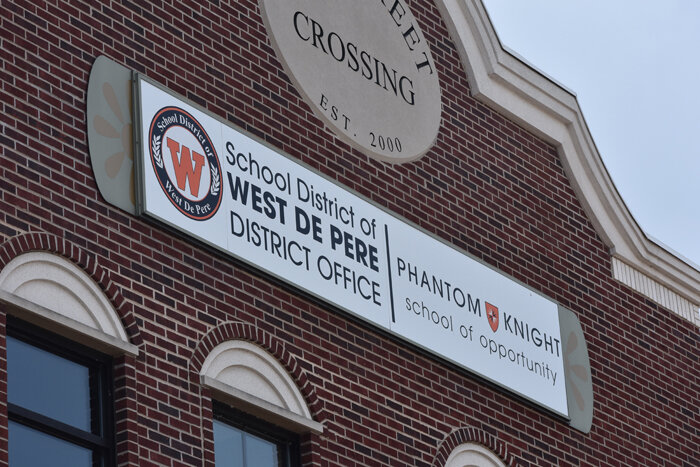 CROSSING
EST. 2000
School District of
West De Pere
W
School District of
WEST DE PERE
DISTRICT OFFICE
PHANTOM KNIGHT
school of opportunity